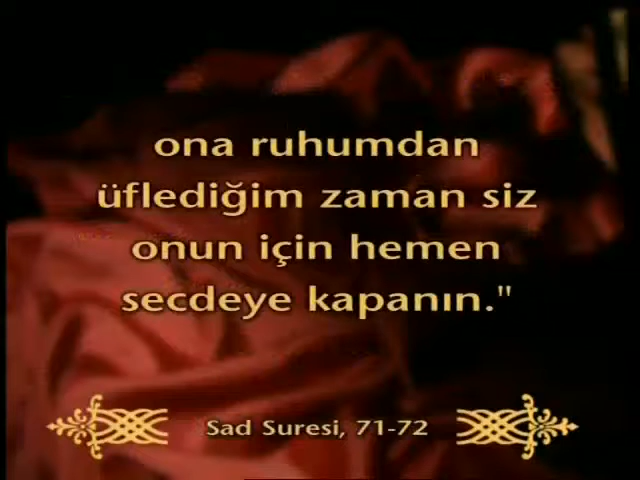 ona ruhumdan
üflediğim zaman siz
onun için hemen
secdeye kapanın."
Sad Suresi, 71-72